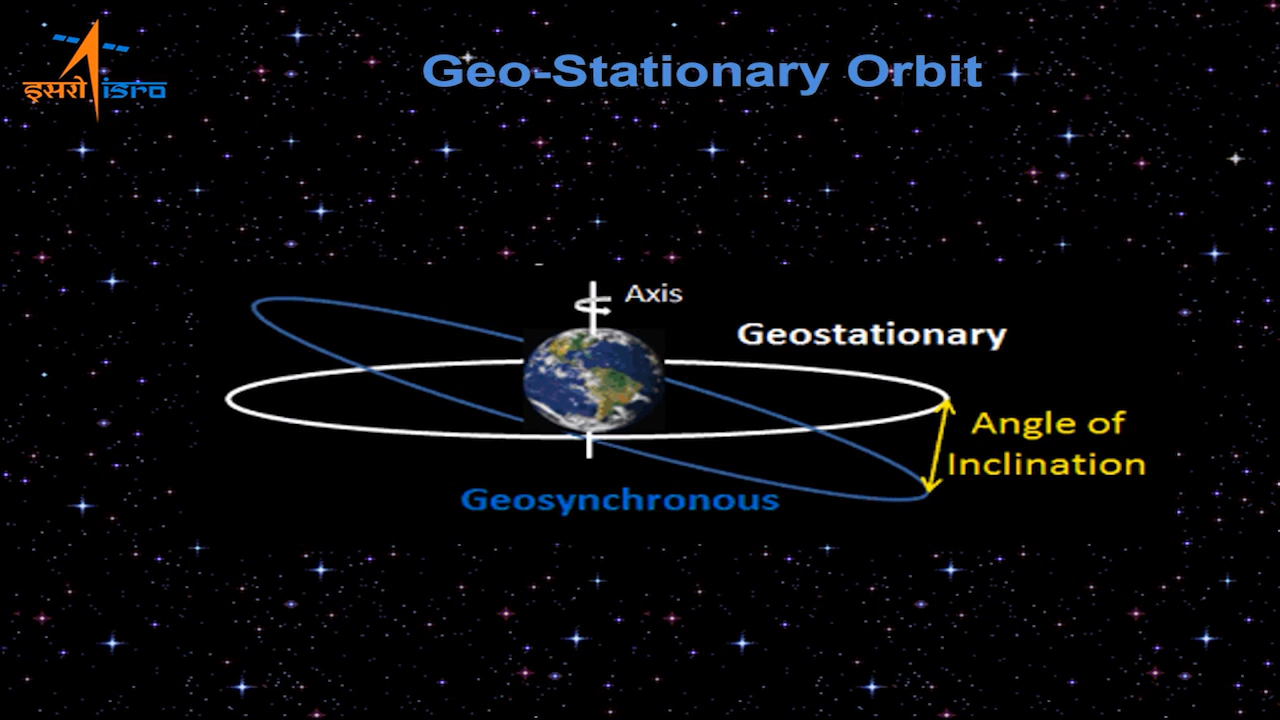 इसरो isro
Geo-Stationary Orbit
Axis
Geostationary
Angle of
Inclination
Geosynchronous